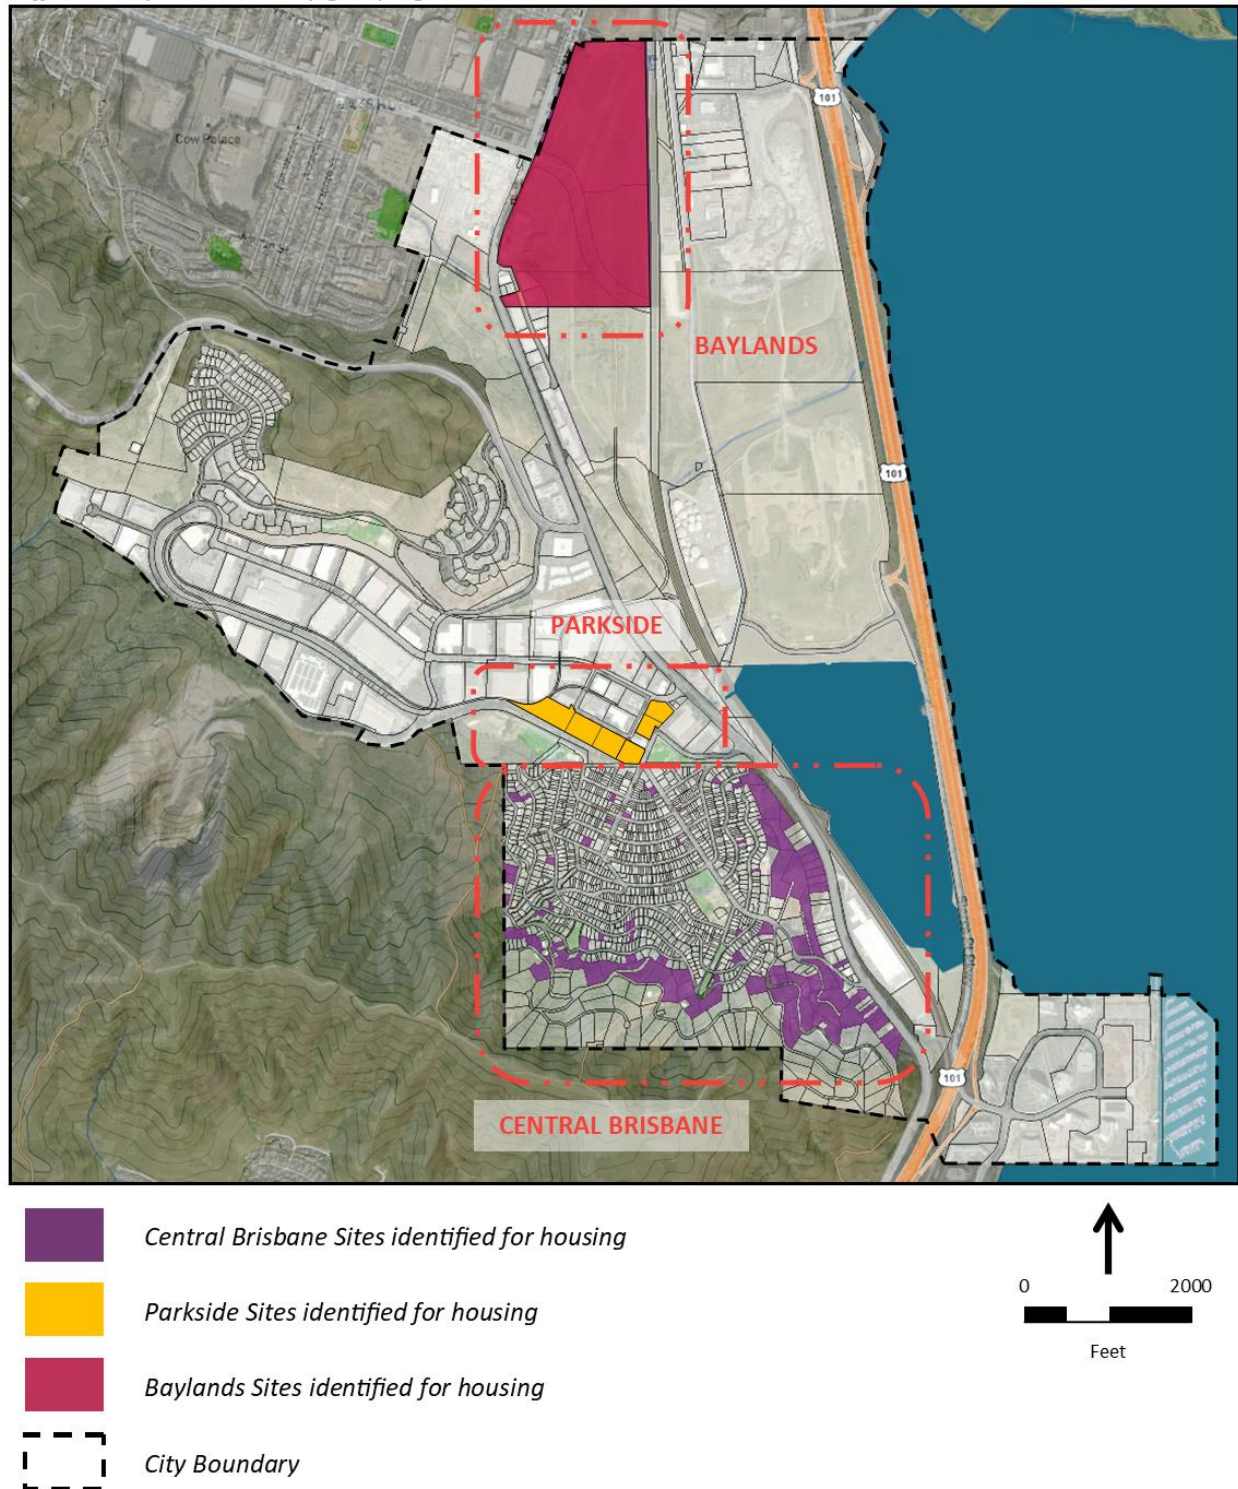 Cow Palace
101
BAYLANDS
101
PARKSIDE
101
CENTRAL BRISBANE
Central Brisbane Sites identified for housing
Parkside Sites identified for housing
Baylands Sites identified for housing
City Boundary
0 2000
Feet